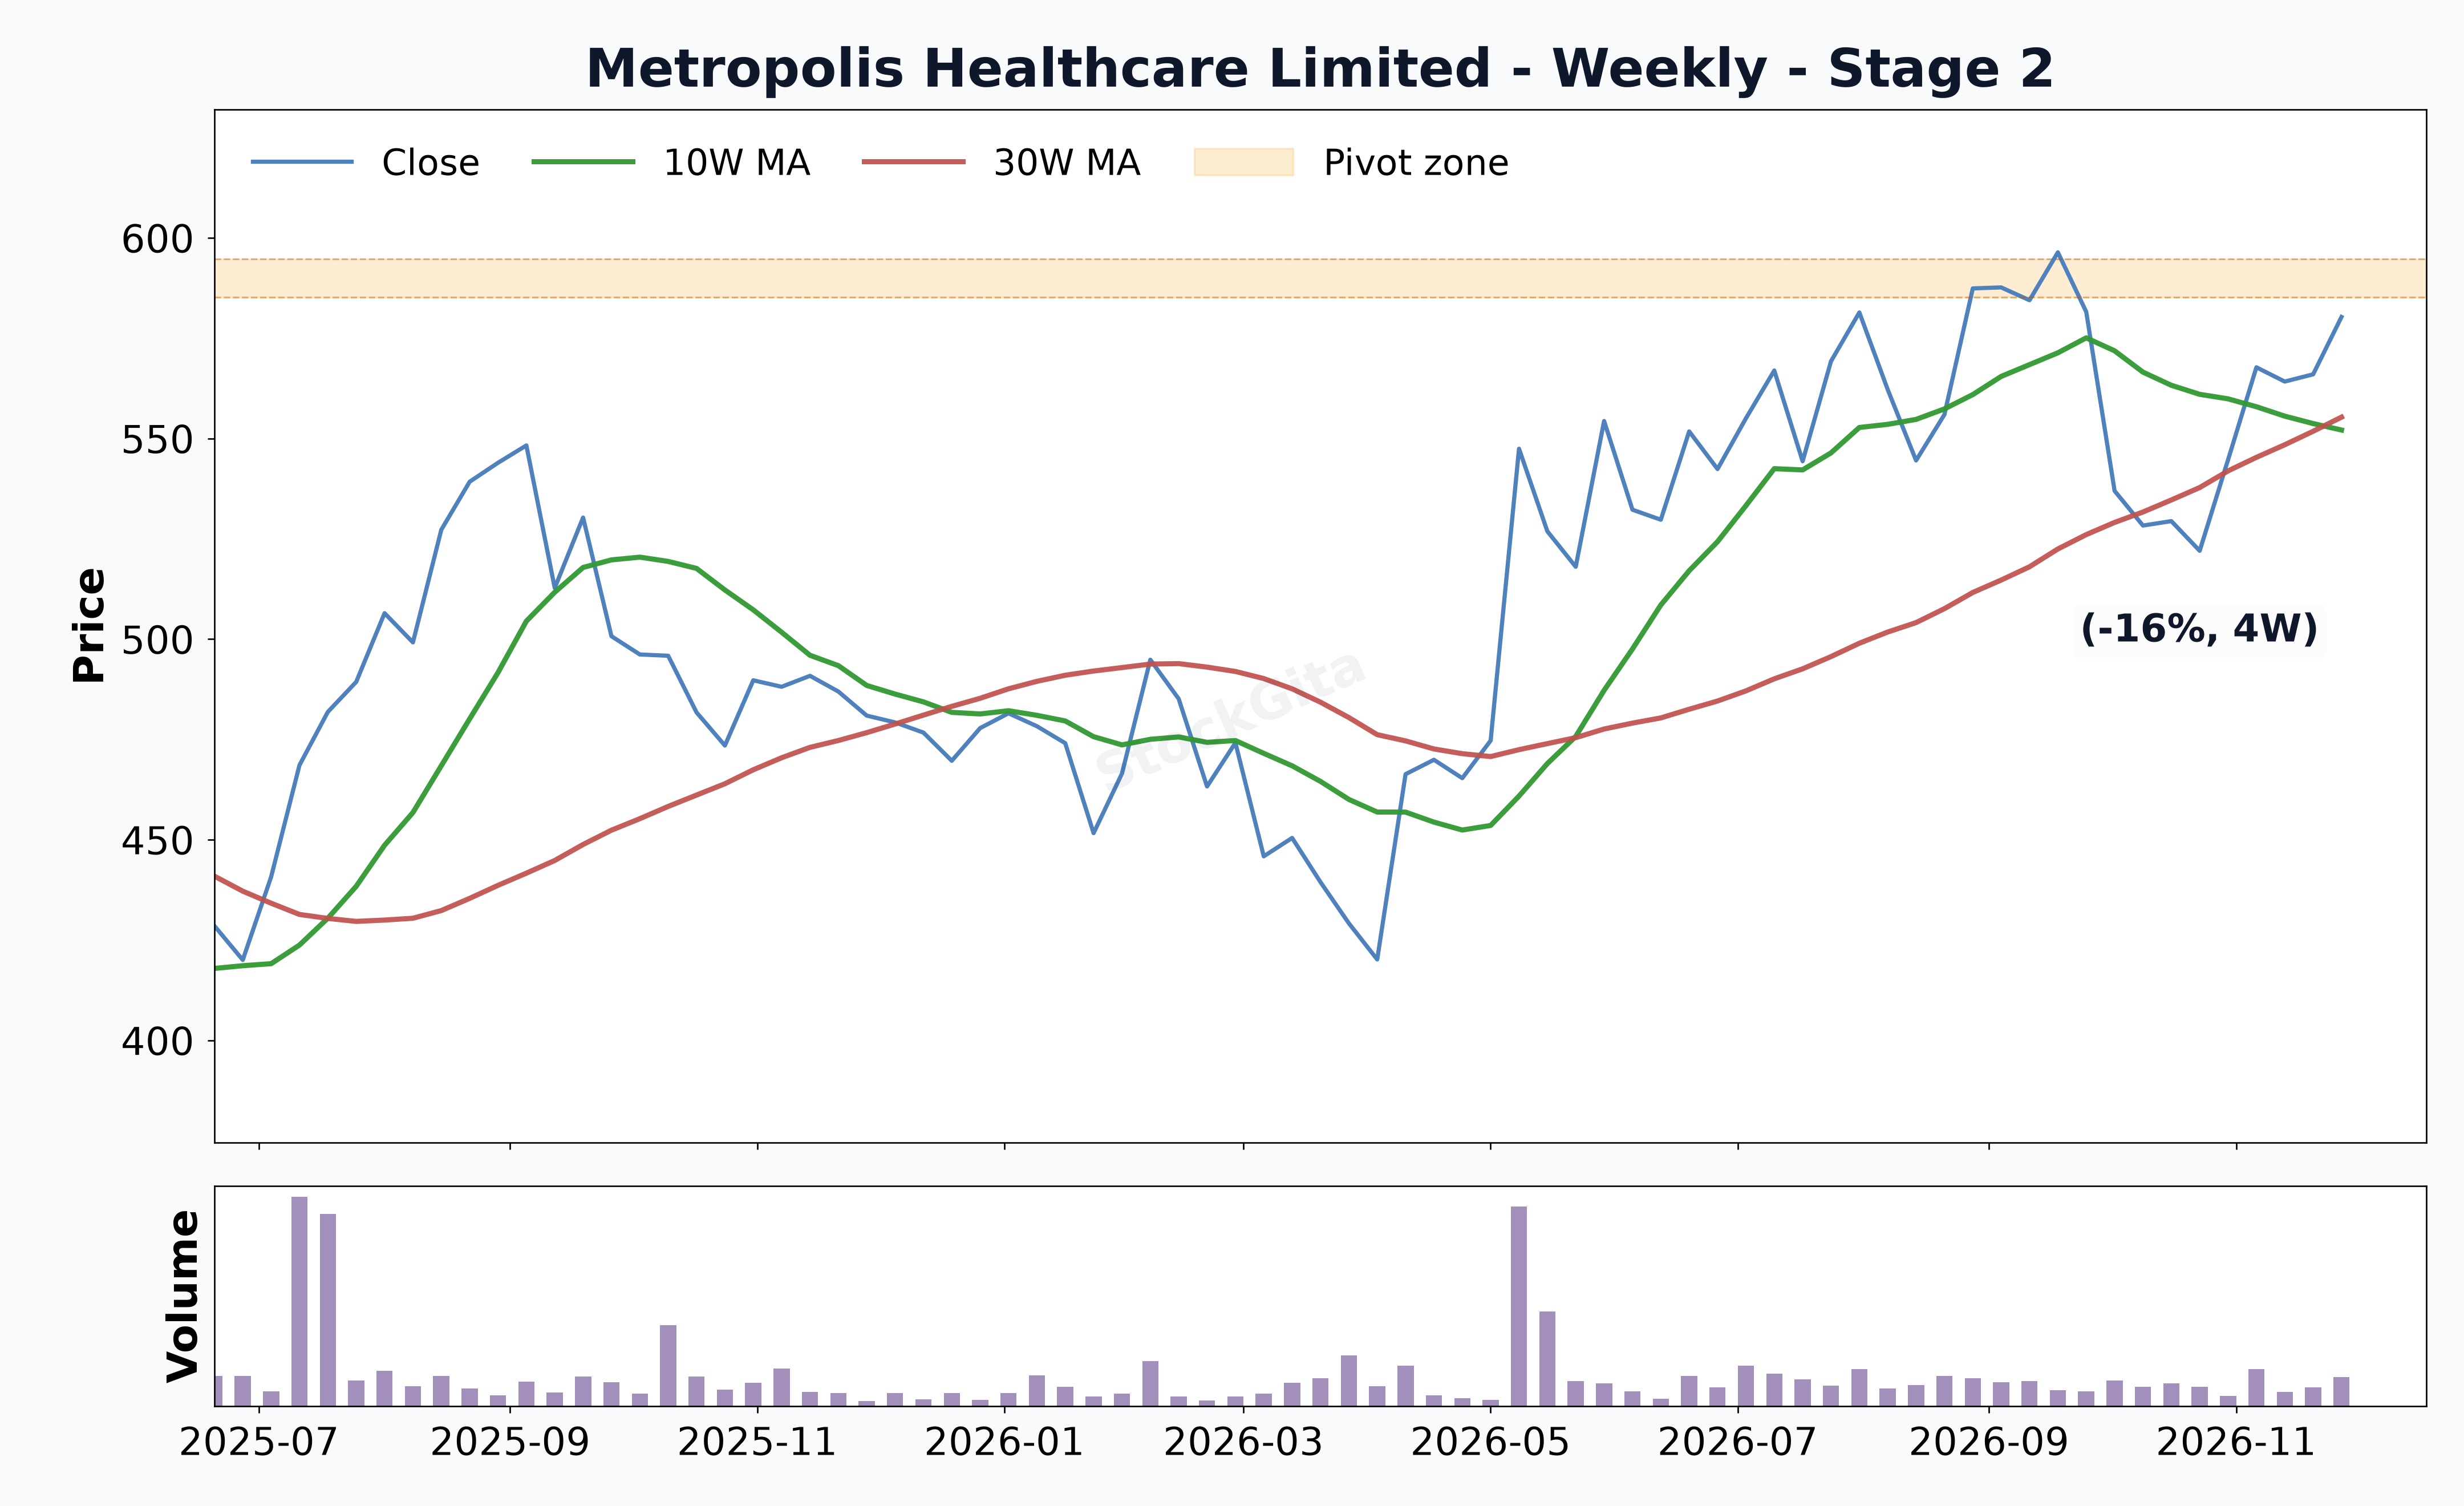 Metropolis Healthcare Limited - Weekly - Stage 2
Close 10W MA 30W MA Pivot zone
600
550
500
450
400
Price
(-16%, 4W)
StockGita
Volume
2025-07 2025-09 2025-11 2026-01 2026-03 2026-05 2026-07 2026-09 2026-11